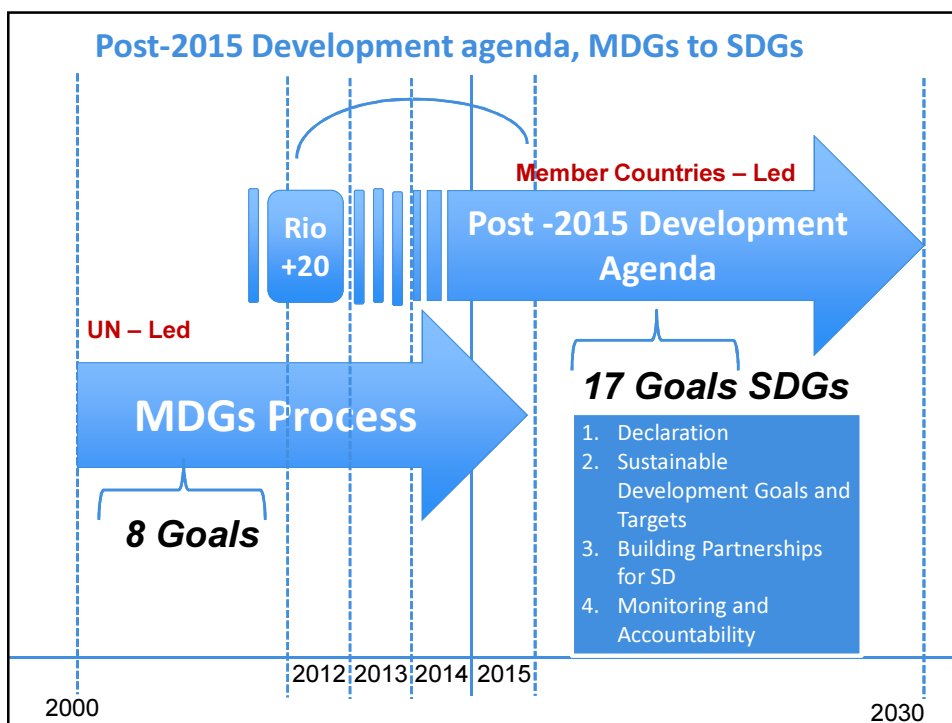 Post-2015 Development agenda, MDGs to SDGs
Member Countries – Led
Rio
+20
Post -2015 Development
Agenda
UN – Led
MDGs Process
8 Goals
17 Goals SDGs
1. Declaration
2. Sustainable
Development Goals and
Targets
3. Building Partnerships
for SD
4. Monitoring and
Accountability
2012 2013 2014 2015
2000
2030